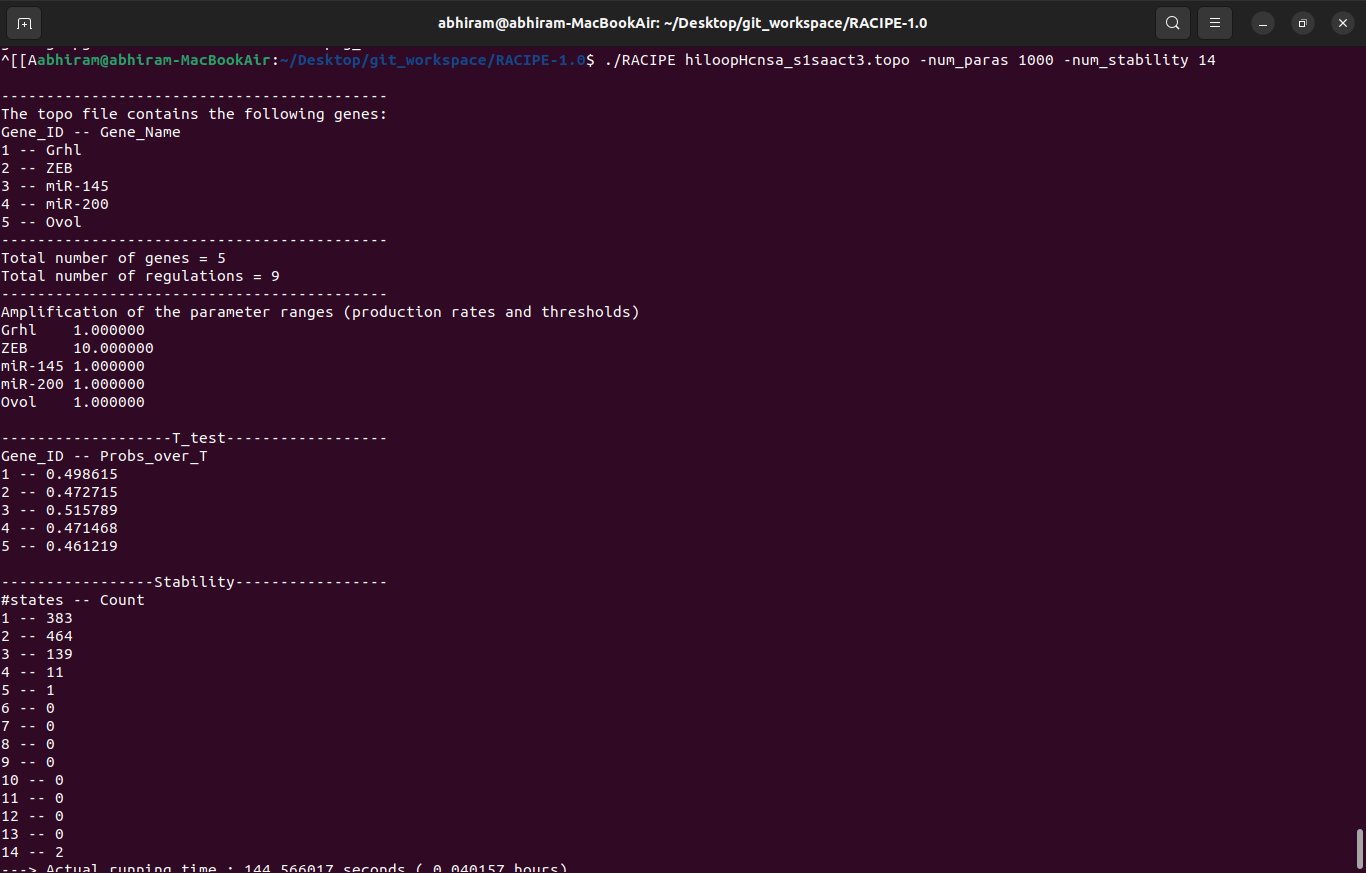 abhiram@abhiram-MacBookAir: ~/Desktop/git_workspace/RACIPE-1.0
^[[Aabhiram@abhiram-MacBookAir:~/Desktop/git_workspace/RACIPE-1.0$ ./RACIPE hiloopHcnsa_s1saact3.topo -num_paras 1000 -num_stability 14
-------------------------------------------
The topo file contains the following genes:
Gene_ID -- Gene_Name
1 -- Grhl
2 -- ZEB
3 -- miR-145
4 -- miR-200
5 -- Ovol
-------------------------------------------
Total number of genes = 5
Total number of regulations = 9
-------------------------------------------
Amplification of the parameter ranges (production rates and thresholds)
Grhl    1.000000
ZEB     10.000000
miR-145 1.000000
miR-200 1.000000
Ovol    1.000000
-------------------T_test------------------
Gene_ID -- Probs_over_T
1 -- 0.498615
2 -- 0.472715
3 -- 0.515789
4 -- 0.471468
5 -- 0.461219
-----------------Stability-----------------
#states -- Count
1 -- 383
2 -- 464
3 -- 139
4 -- 11
5 -- 1
6 -- 0
7 -- 0
8 -- 0
9 -- 0
10 -- 0
11 -- 0
12 -- 0
13 -- 0
14 -- 2
---> Actual running time : 144.566017 seconds ( 0.040157 hours)